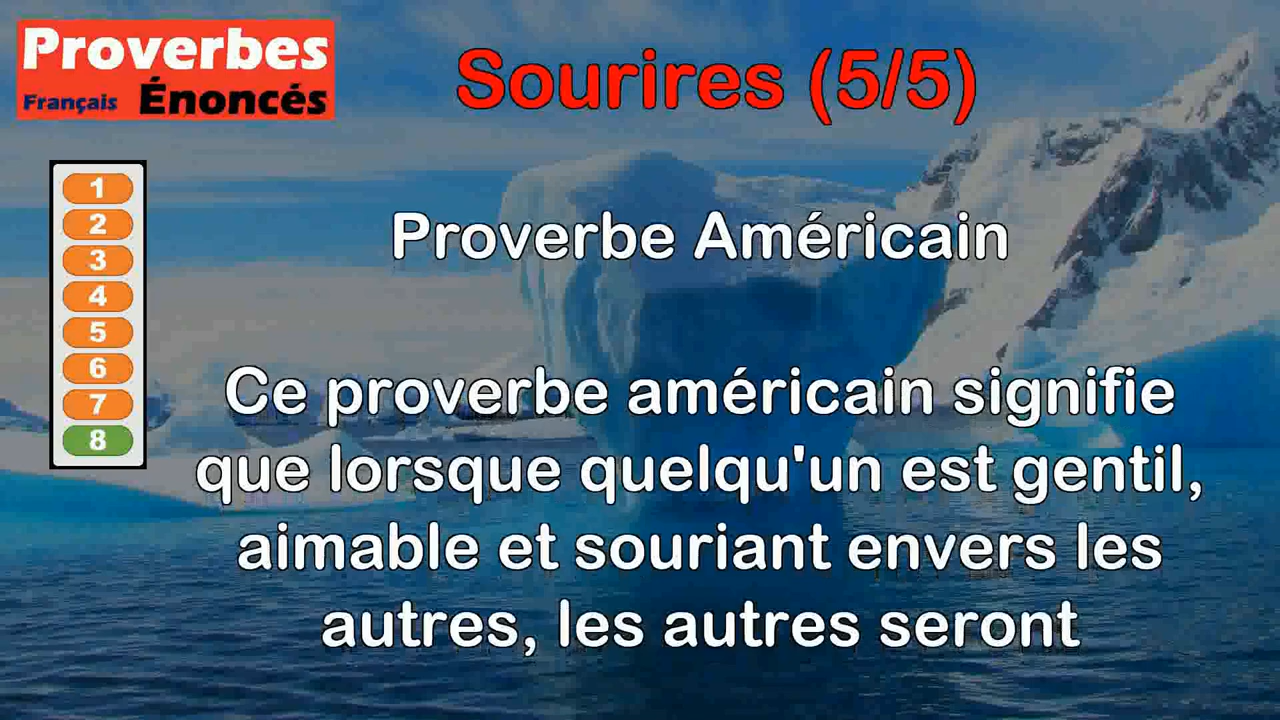 Proverbes
Français Énoncés
Sourires (5/5)
1
2
3
4
5
6
7
8
Proverbe Américain
Ce proverbe américain signifie
que lorsque quelqu'un est gentil,
aimable et souriant envers les
autres, les autres seront